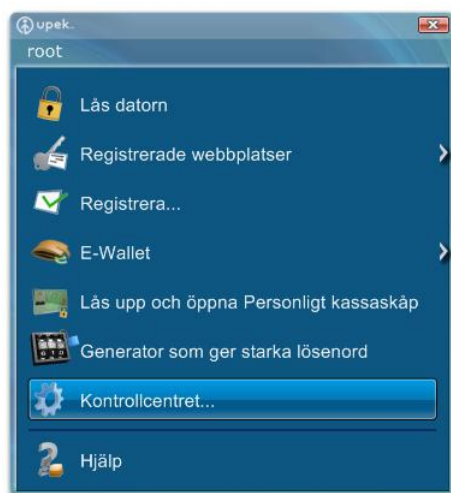 upek.
root
Lås datorn
Registrerade webbplatser
Registrera...
E-Wallet
Lås upp och öppna Personligt kassaskåp
Generator som ger starka lösenord
Kontrollcentret...
Hjälp